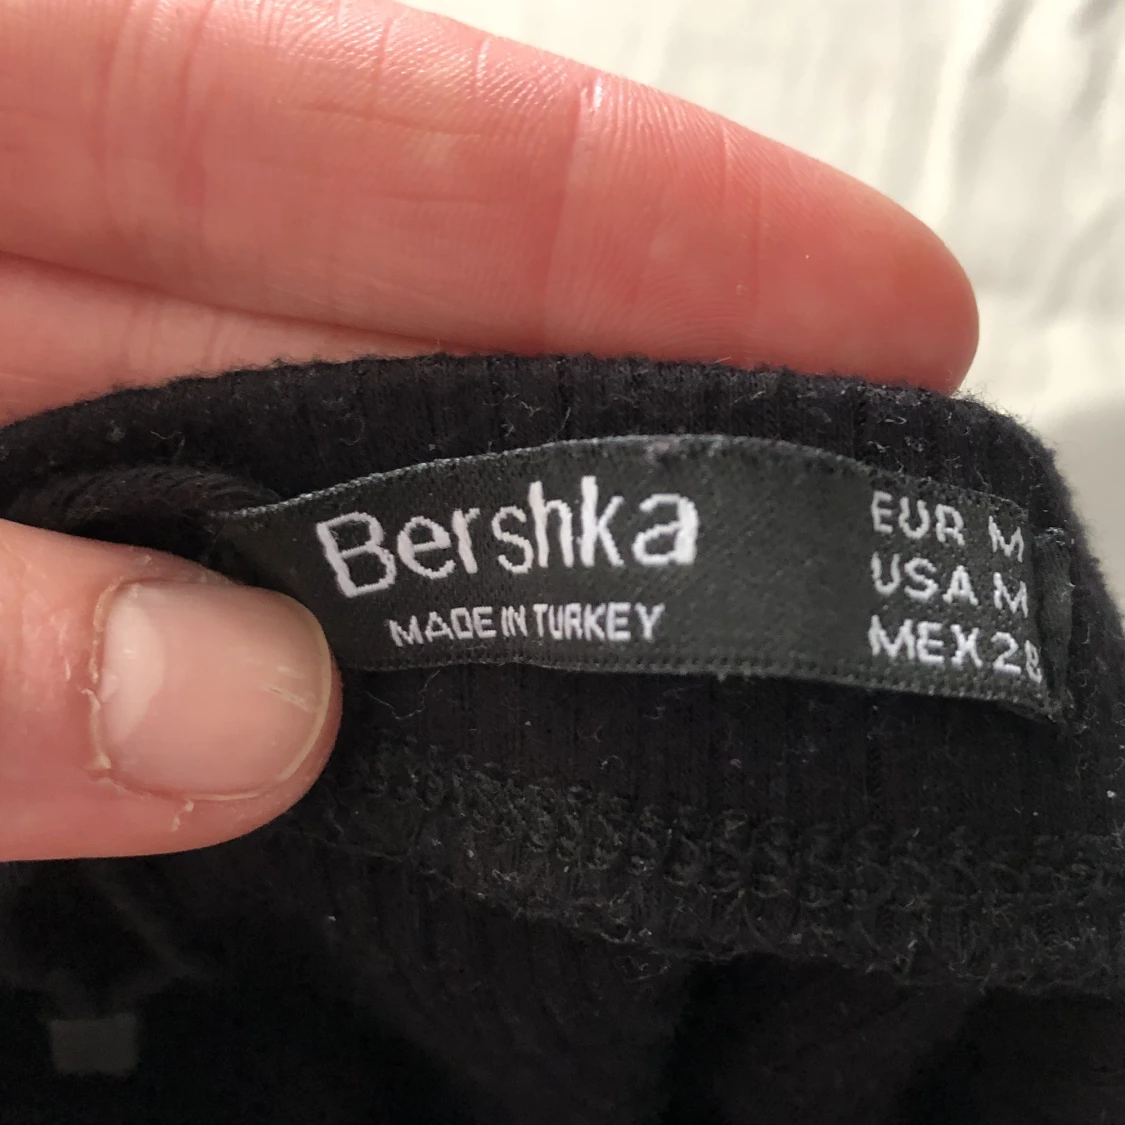 Bershka
MADE IN TURKEY
EUR M
USA M
MEX 28